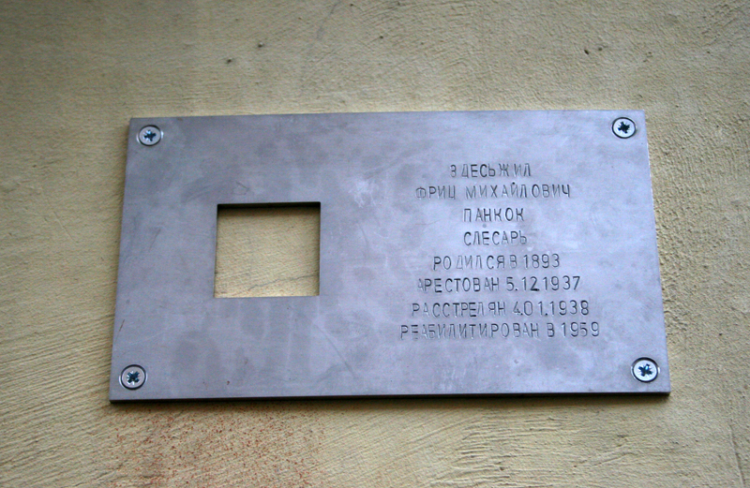 ЗДЕСЬ ЖИЛ
ФРИЦ МИХАЙЛОВИЧ
ПАНКОК
СЛЕСАРЬ
РОДИЛСЯ В 1893
АРЕСТОВАН 5.12.1937
РАССТРЕЛЯН 4.01.1938
РЕАБИЛИТИРОВАН В 1959